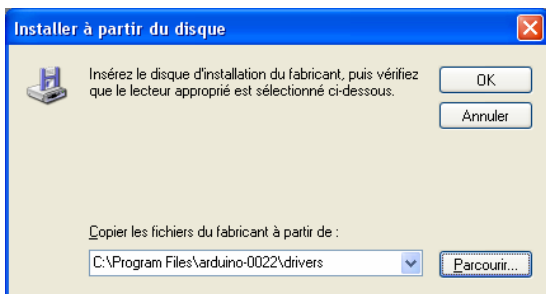 Installer à partir du disque
Insérez le disque d'installation du fabricant, puis vérifiez
que le lecteur approprié est sélectionné ci-dessous.
OK
Annuler
Copier les fichiers du fabricant à partir de :
C:\Program Files\arduino-0022\drivers
Parcourir...